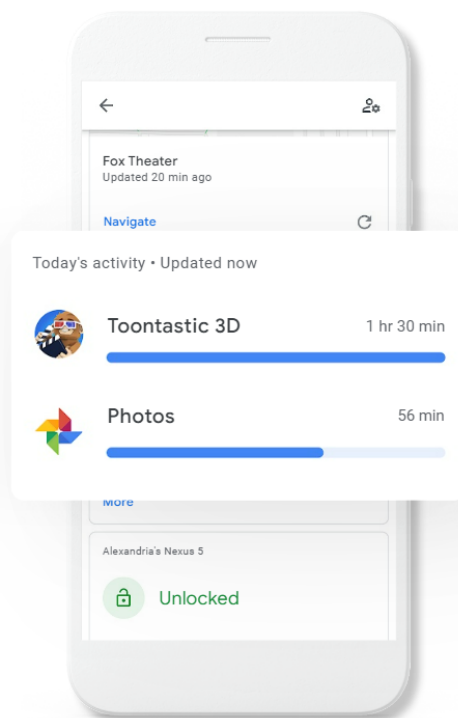 Fox Theater
Updated 20 min ago
Navigate
Today's activity • Updated now
Toontastic 3D
1 hr 30 min
Photos
56 min
More
Alexandria's Nexus 5
Unlocked